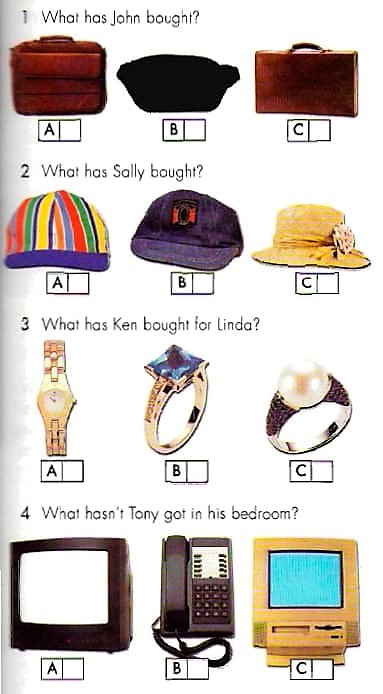 1 What has John bought?
A B C
2 What has Sally bought?
A B C
3 What has Ken bought for Linda?
A B C
4 What hasn't Tony got in his bedroom?
A B C